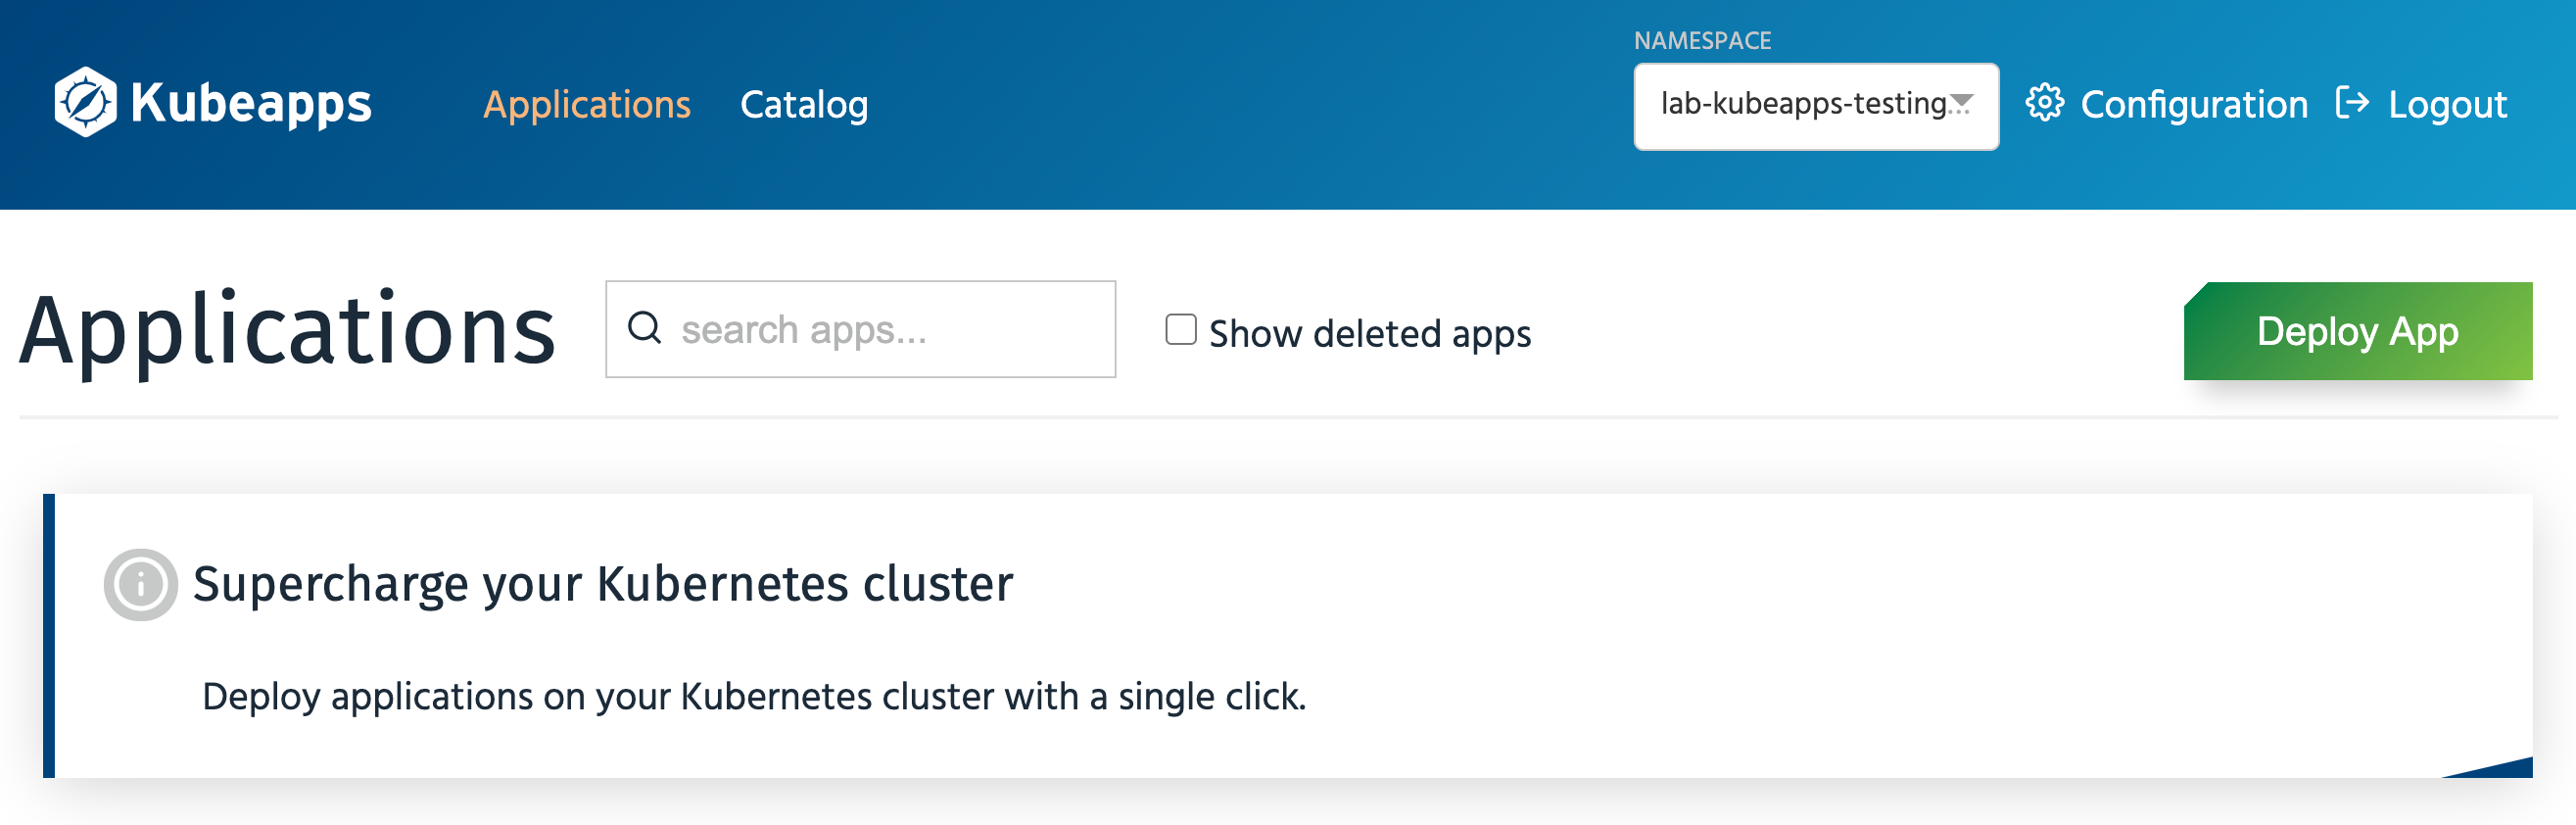 NAMESPACE
Kubeapps Applications Catalog lab-kubeapps-testing... Configuration Logout
Applications search apps... Show deleted apps Deploy App
Supercharge your Kubernetes cluster
Deploy applications on your Kubernetes cluster with a single click.